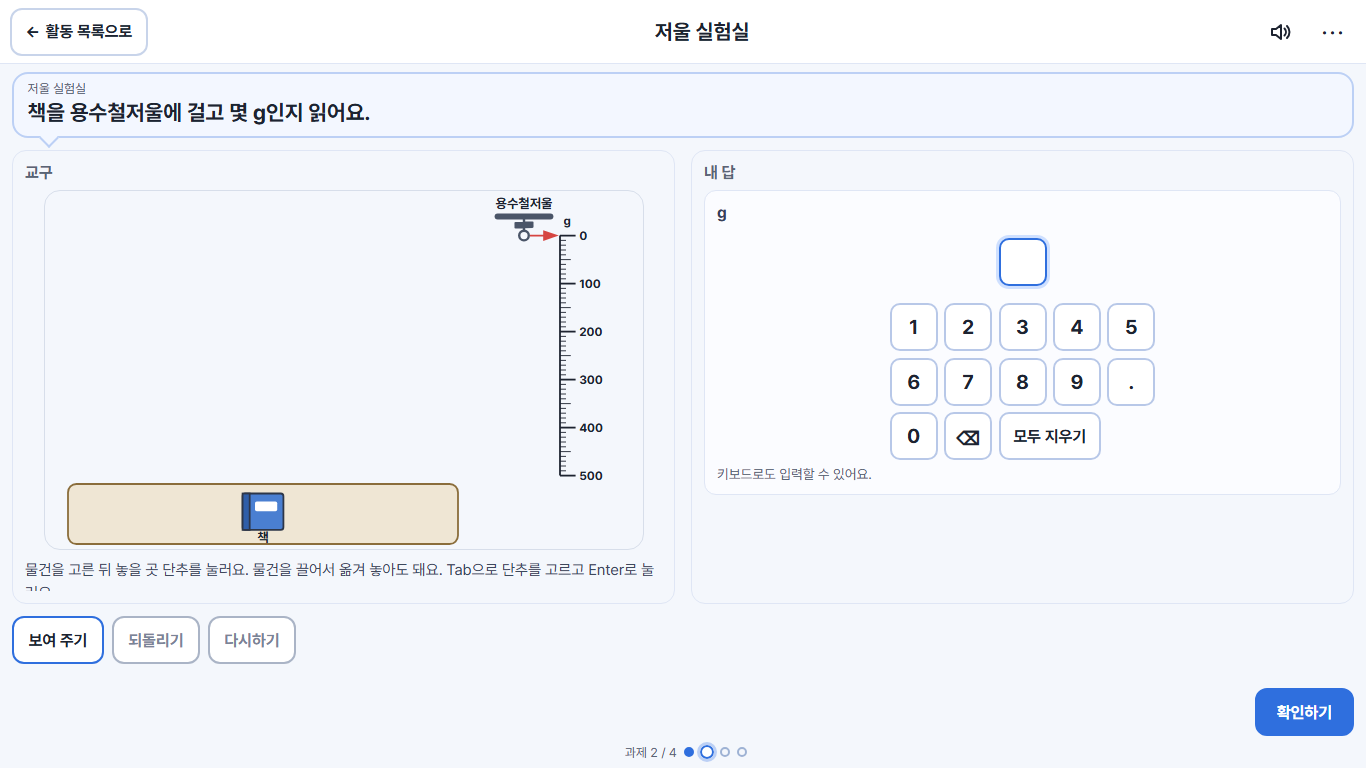 ← 활동 목록으로
저울 실험실
저울 실험실
책을 용수철저울에 걸고 몇 g인지 읽어요.
교구
용수철저울
g
0
100
200
300
400
500
책
물건을 고른 뒤 놓을 곳 단추를 눌러요. 물건을 끌어서 옮겨 놓아도 돼요. Tab으로 단추를 고르고 Enter로 눌
내 답
g
1 2 3 4 5
6 7 8 9 .
0 ⌫ 모두 지우기
키보드로도 입력할 수 있어요.
보여 주기 되돌리기 다시하기
확인하기
과제 2 / 4